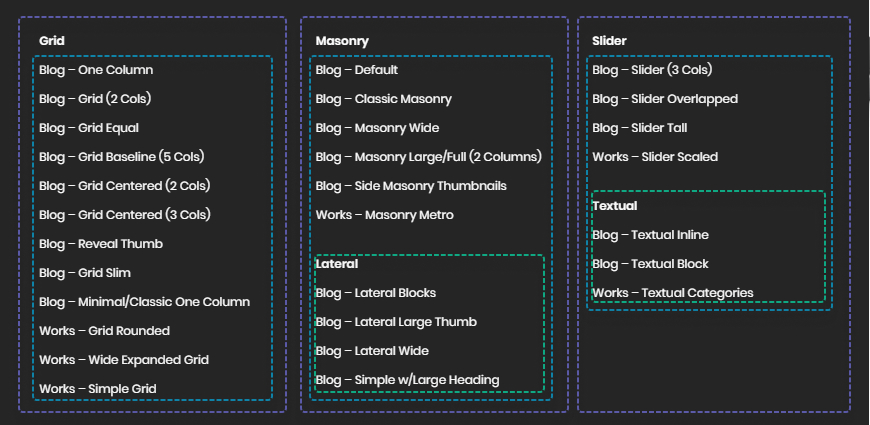 Grid
Blog – One Column
Blog – Grid (2 Cols)
Blog – Grid Equal
Blog – Grid Baseline (5 Cols)
Blog – Grid Centered (2 Cols)
Blog – Grid Centered (3 Cols)
Blog – Reveal Thumb
Blog – Grid Slim
Blog – Minimal/Classic One Column
Works – Grid Rounded
Works – Wide Expanded Grid
Works – Simple Grid
Masonry
Blog – Default
Blog – Classic Masonry
Blog – Masonry Wide
Blog – Masonry Large/Full (2 Columns)
Blog – Side Masonry Thumbnails
Works – Masonry Metro
Lateral
Blog – Lateral Blocks
Blog – Lateral Large Thumb
Blog – Lateral Wide
Blog – Simple w/Large Heading
Slider
Blog – Slider (3 Cols)
Blog – Slider Overlapped
Blog – Slider Tall
Works – Slider Scaled
Textual
Blog – Textual Inline
Blog – Textual Block
Works – Textual Categories